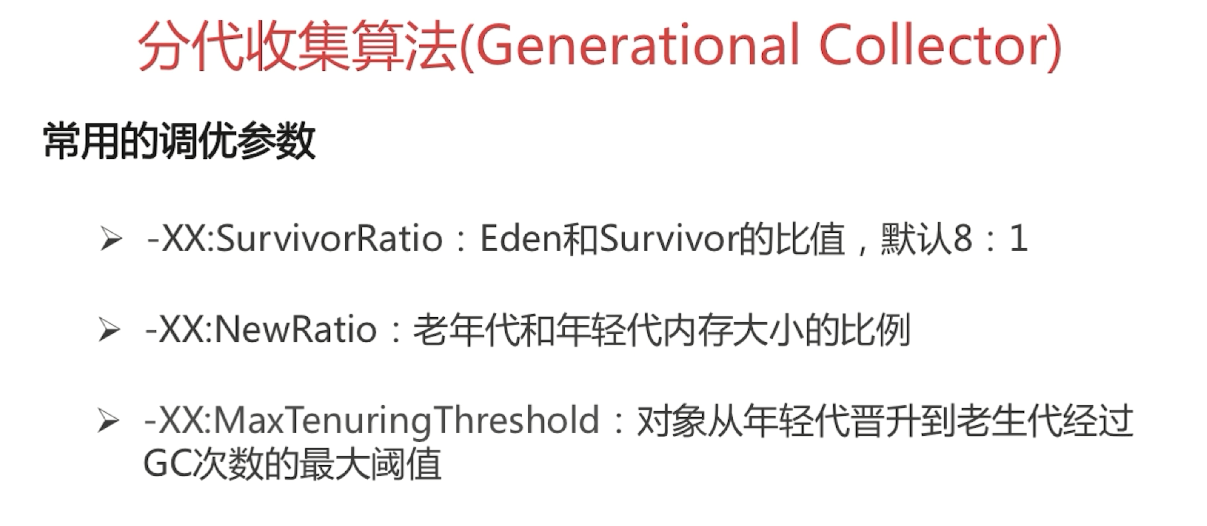 分代收集算法(Generational Collector)
常用的调优参数
➢ -XX:SurvivorRatio：Eden和Survivor的比值，默认8：1
➢ -XX:NewRatio：老年代和年轻代内存大小的比例
➢ -XX:MaxTenuringThreshold：对象从年轻代晋升到老生代经过
GC次数的最大阈值